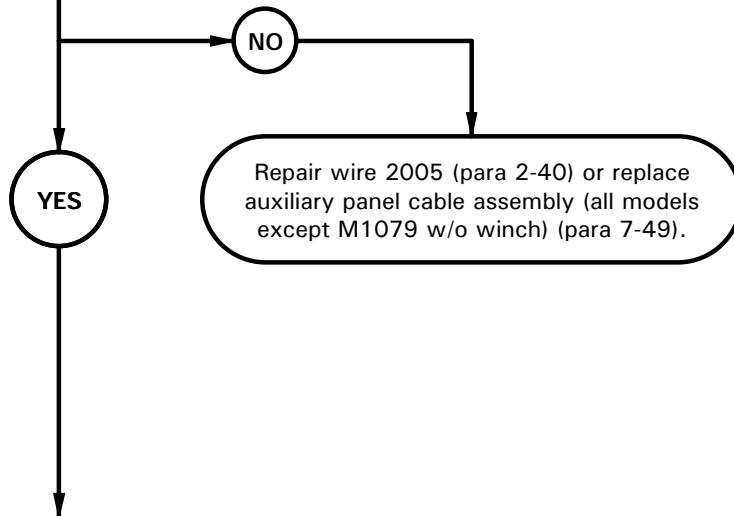 NO
YES
Repair wire 2005 (para 2-40) or replace
auxiliary panel cable assembly (all models
except M1079 w/o winch) (para 7-49).